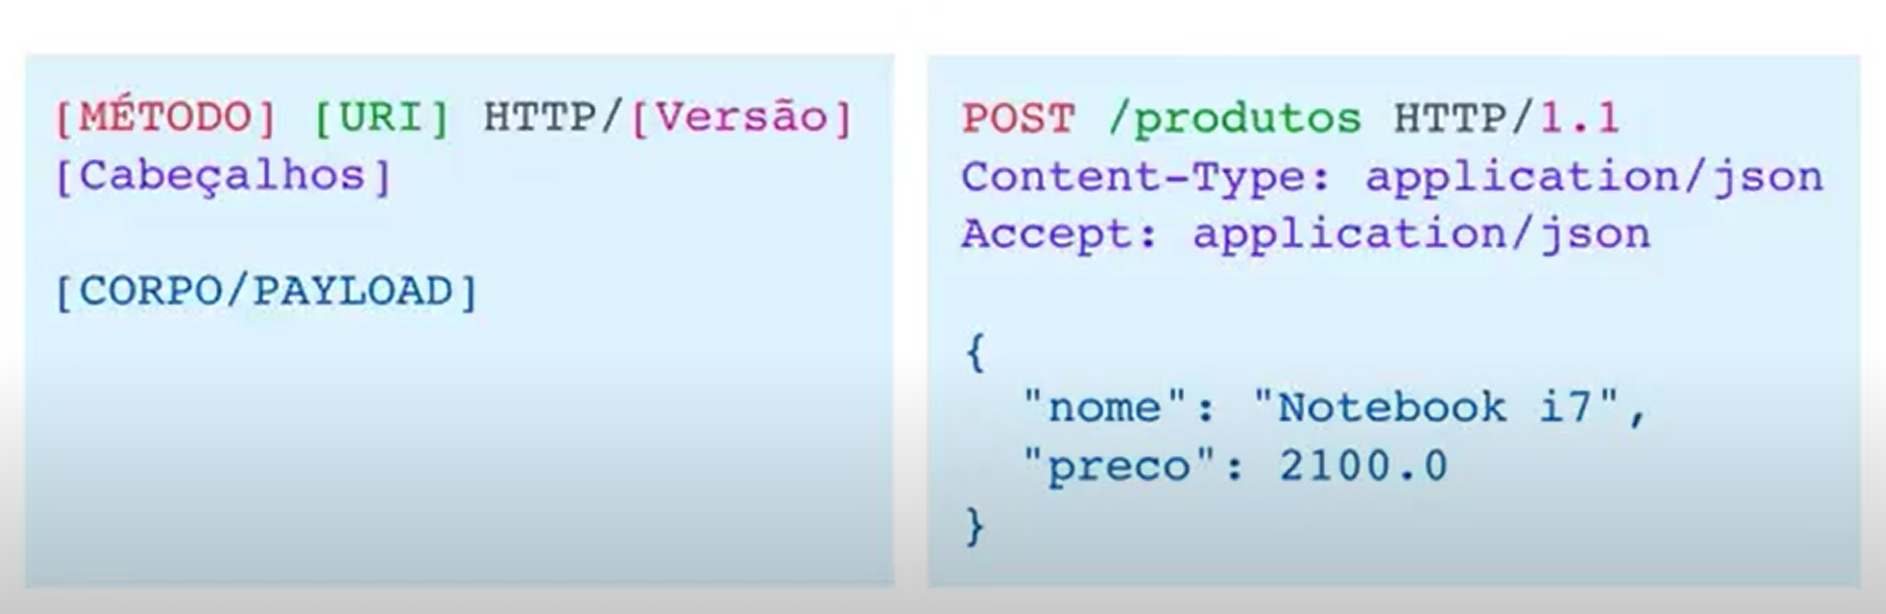 [MÉTODO] [URI] HTTP/[Versão]
[Cabeçalhos]
[CORPO/PAYLOAD]
POST /produtos HTTP/1.1
Content-Type: application/json
Accept: application/json
{
"nome": "Notebook i7",
"preco": 2100.0
}